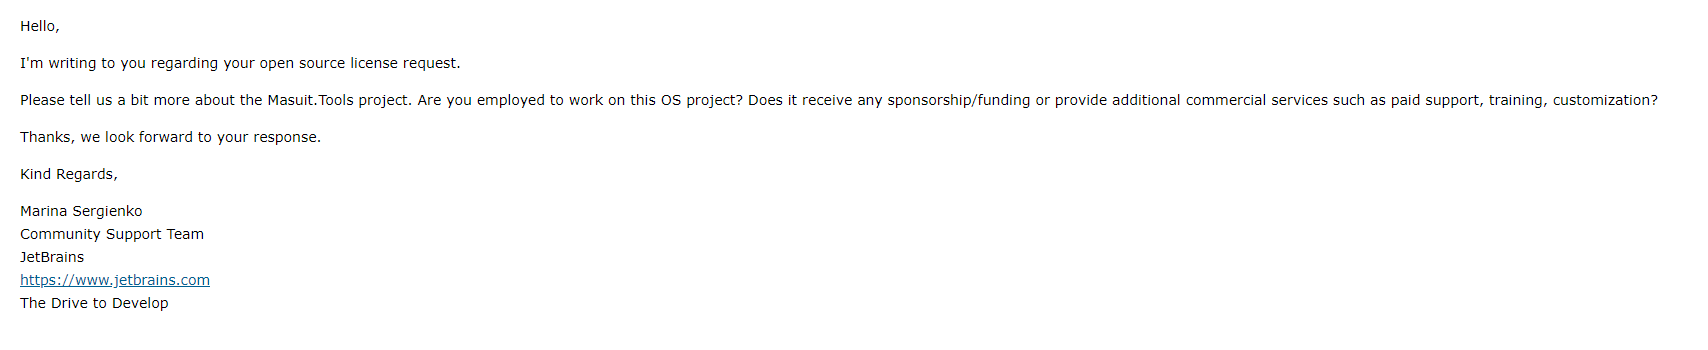 Hello,
I'm writing to you regarding your open source license request.
Please tell us a bit more about the Masuit.Tools project. Are you employed to work on this OS project? Does it receive any sponsorship/funding or provide additional commercial services such as paid support, training, customization?
Thanks, we look forward to your response.
Kind Regards,
Marina Sergienko
Community Support Team
JetBrains
https://www.jetbrains.com
The Drive to Develop